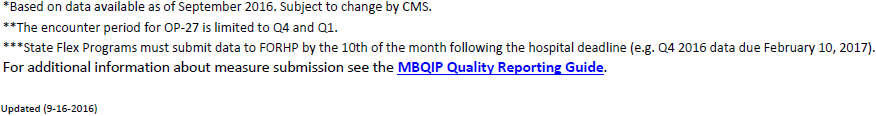 *Based on data available as of September 2016. Subject to change by CMS.
**The encounter period for OP-27 is limited to Q4 and Q1.
***State Flex Programs must submit data to FORHP by the 10th of the month following the hospital deadline (e.g. Q4 2016 data due February 10, 2017).
For additional information about measure submission see the MBQIP Quality Reporting Guide.
Updated (9-16-2016)